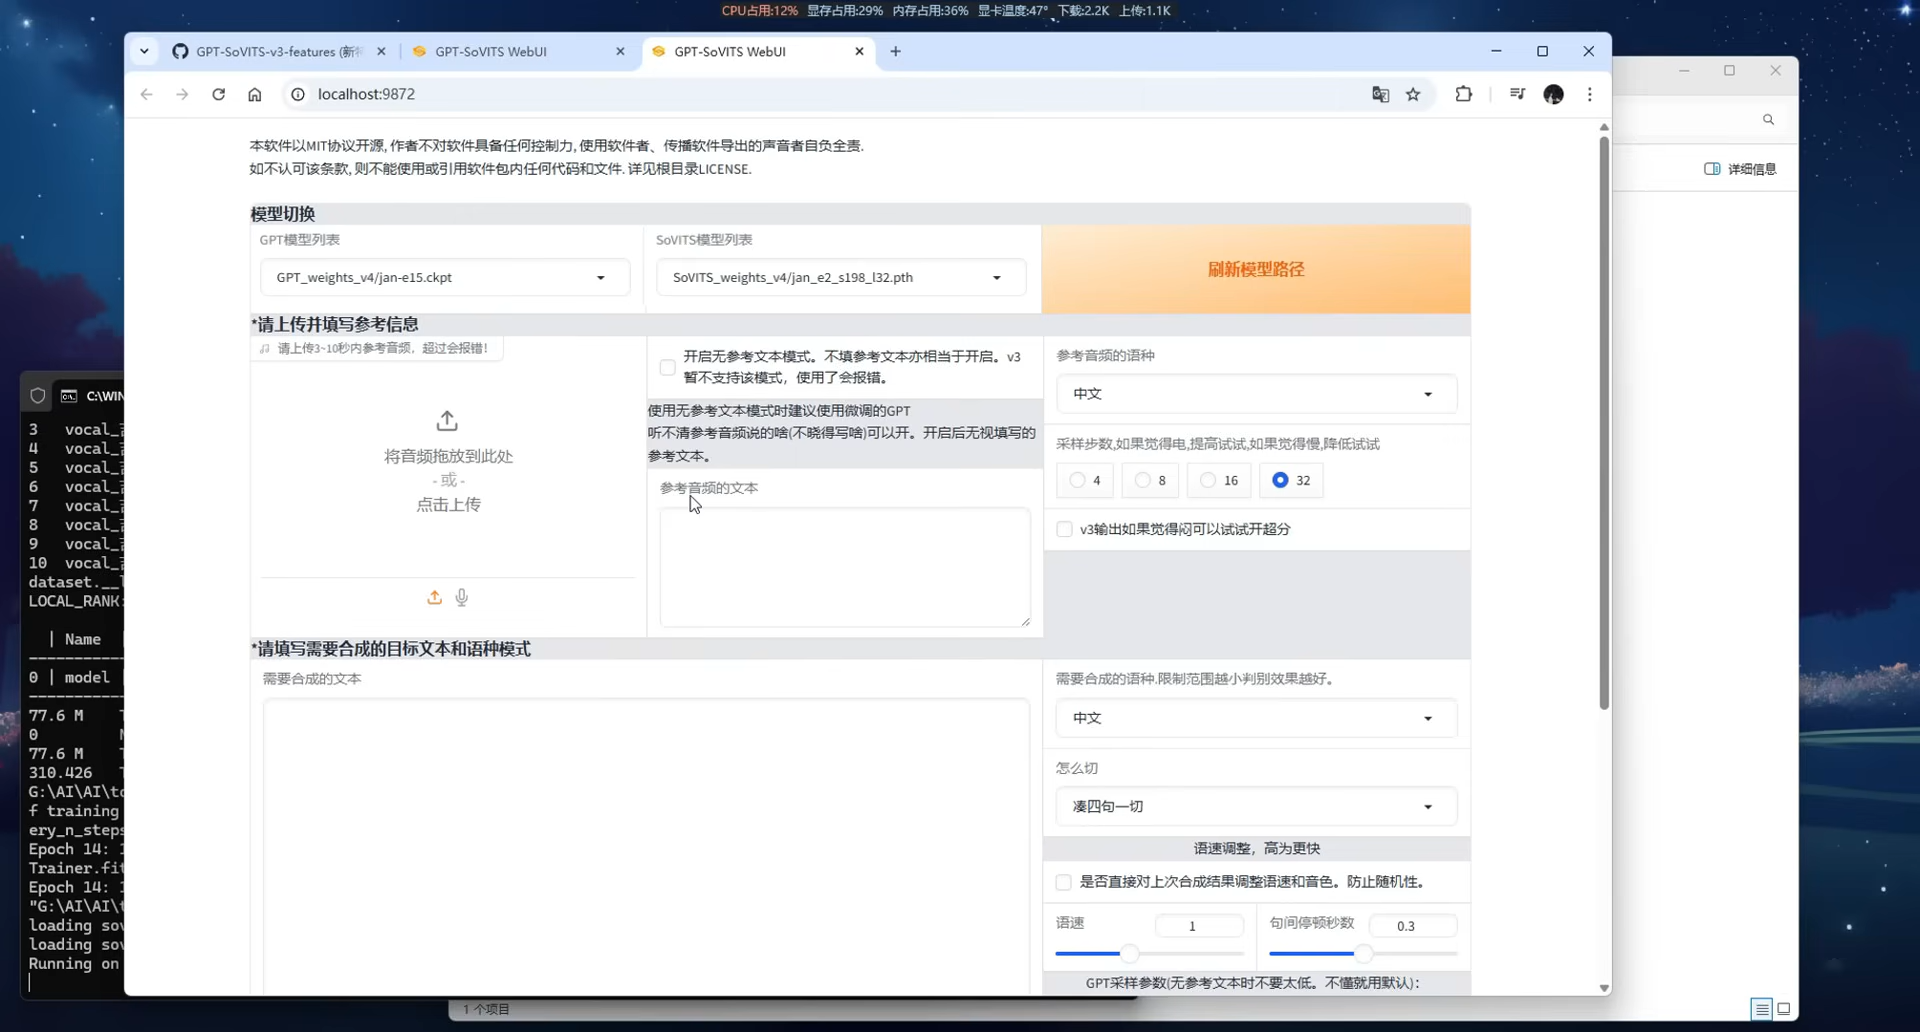 CPU占用:12% 显存占用:29% 内存占用:36% 显卡温度:47° 下载:2.2K 上传:1.1K
GPT-SoVITS-v3-features (新
GPT-SoVITS WebUI
GPT-SoVITS WebUI
localhost:9872
本软件以MIT协议开源, 作者不对软件具备任何控制力, 使用软件者、传播软件导出的声音者自负全责.
如不认可该条款, 则不能使用或引用软件包内任何代码和文件. 详见根目录LICENSE.
详细信息
模型切换
GPT模型列表
GPT_weights_v4/jan-e15.ckpt
SoVITS模型列表
SoVITS_weights_v4/jan_e2_s198_l32.pth
刷新模型路径
*请上传并填写参考信息
请上传3~10秒内参考音频，超过会报错！
将音频拖放到此处
- 或 -
点击上传
开启无参考文本模式。不填参考文本亦相当于开启。v3
暂不支持该模式，使用了会报错。
使用无参考文本模式时建议使用微调的GPT
听不清参考音频说的啥(不晓得写啥)可以开。开启后无视填写的
参考文本。
参考音频的文本
参考音频的语种
中文
采样步数,如果觉得电,提高试试,如果觉得慢,降低试试
4 8 16 32
v3输出如果觉得闷可以试试开超分
*请填写需要合成的目标文本和语种模式
需要合成的文本
需要合成的语种.限制范围越小判别效果越好。
中文
怎么切
凑四句一切
语速调整，高为更快
是否直接对上次合成结果调整语速和音色。防止随机性。
语速 1
句间停顿秒数 0.3
GPT采样参数(无参考文本时不要太低。不懂就用默认)：
C:\WIN
3 vocal_
4 vocal_
5 vocal_
6 vocal_
7 vocal_
8 vocal_
9 vocal_
10 vocal_
dataset.__
LOCAL_RANK:
| Name
0 | model
77.6 M
0
77.6 M
310.426
G:\AI\AI\to
f training
ery_n_steps
Epoch 14: 1
Trainer.fit
Epoch 14: 1
"G:\AI\AI\
loading sov
loading sov
Running on
1 个项目